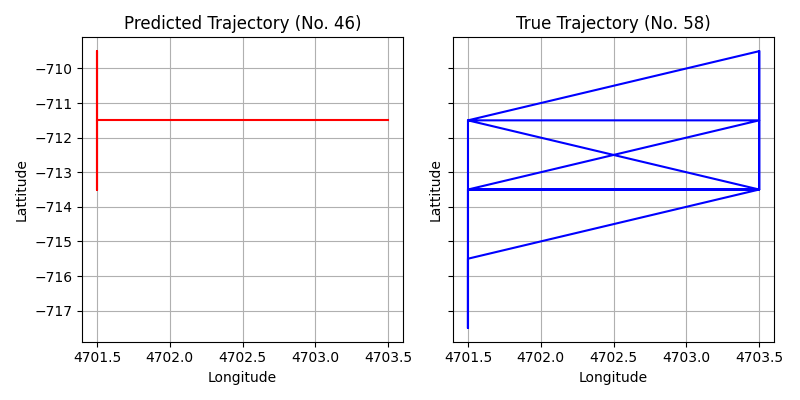 Predicted Trajectory (No. 46)
True Trajectory (No. 58)
−710
−711
−712
−713
−714
−715
−716
−717
Lattitude
Lattitude
4701.5 4702.0 4702.5 4703.0 4703.5
4701.5 4702.0 4702.5 4703.0 4703.5
Longitude
Longitude